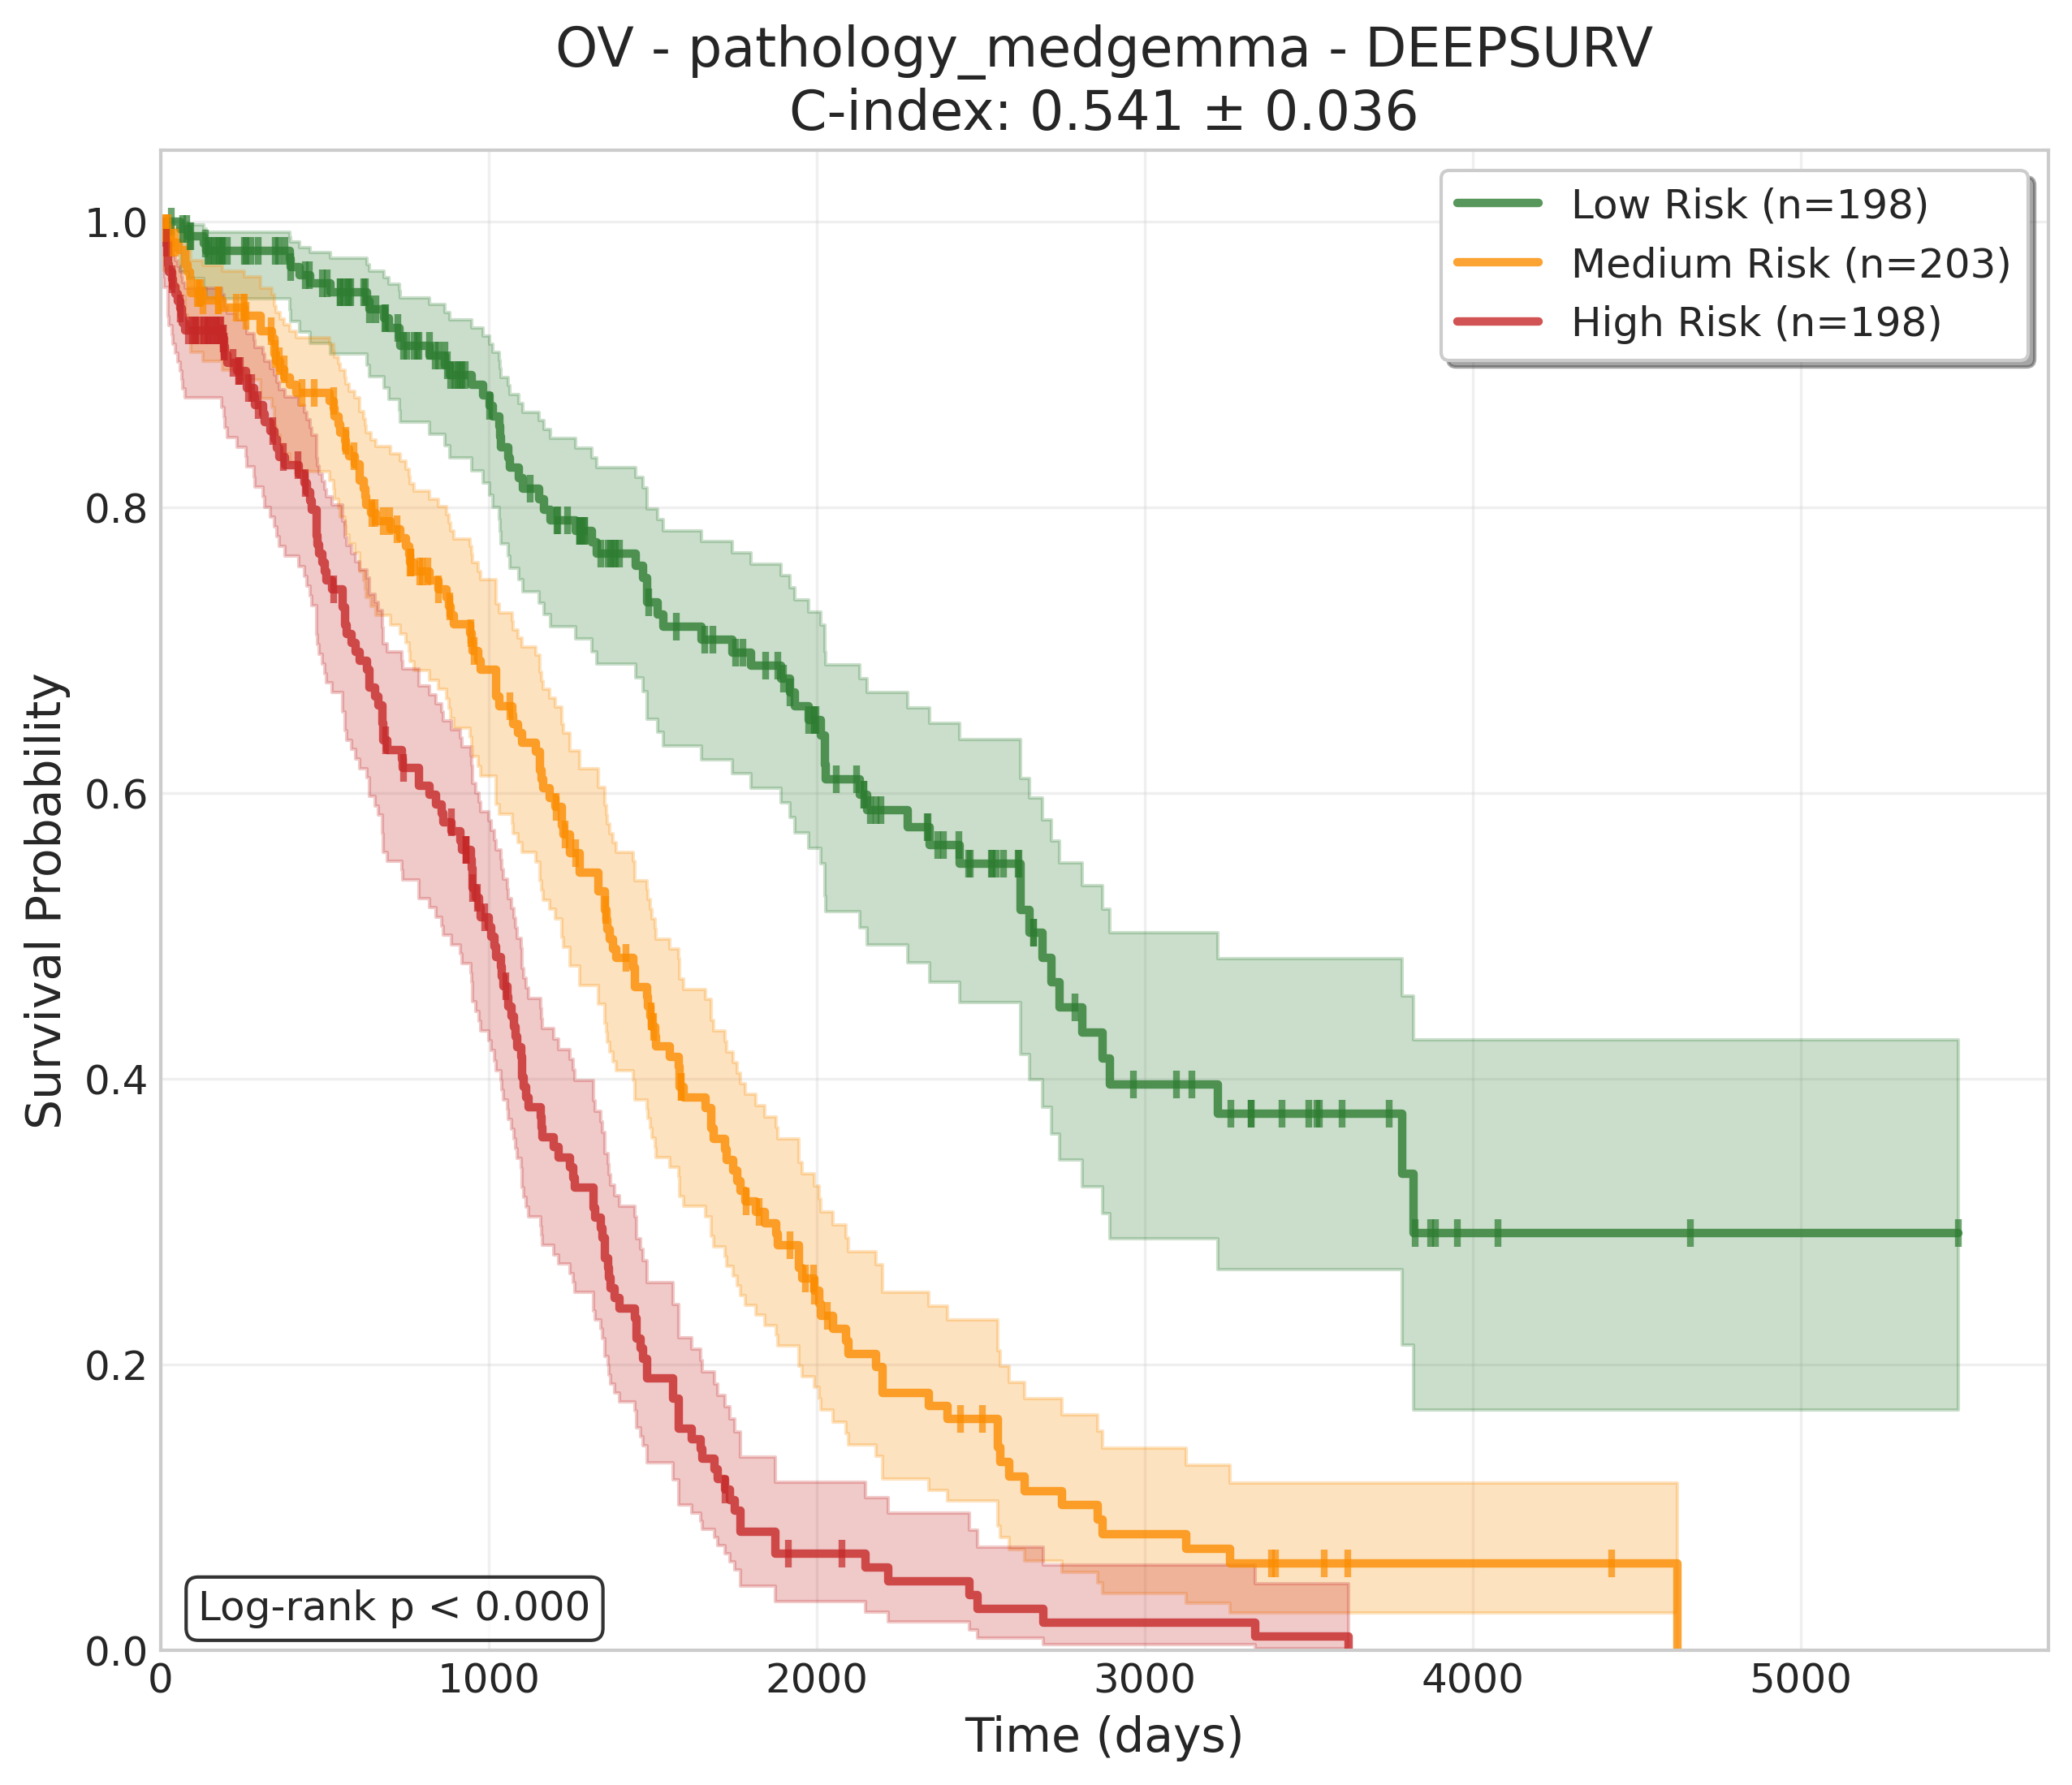 OV - pathology_medgemma - DEEPSURV
C-index: 0.541 ± 0.036
Low Risk (n=198)
Medium Risk (n=203)
High Risk (n=198)
Survival Probability
1.0
0.8
0.6
0.4
0.2
0.0
Log-rank p < 0.000
0 1000 2000 3000 4000 5000
Time (days)